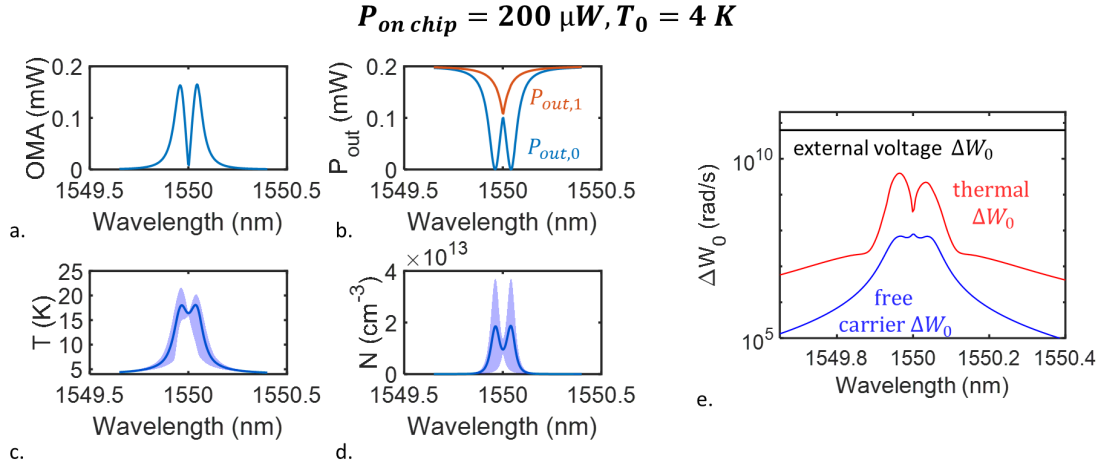 P_on chip = 200 μW, T_0 = 4 K
OMA (mW)
0.2
0.1
0
1549.5 1550 1550.5
Wavelength (nm)
a.
P_out (mW)
0.2
0.1
0
P_out,1
P_out,0
1549.5 1550 1550.5
Wavelength (nm)
b.
T (K)
25
20
15
10
5
1549.5 1550 1550.5
Wavelength (nm)
c.
× 10^13
N (cm^-3)
4
2
0
1549.5 1550 1550.5
Wavelength (nm)
d.
ΔW_0 (rad/s)
10^10
10^5
external voltage ΔW_0
thermal
ΔW_0
free
carrier ΔW_0
1549.8 1550 1550.2 1550.4
Wavelength (nm)
e.